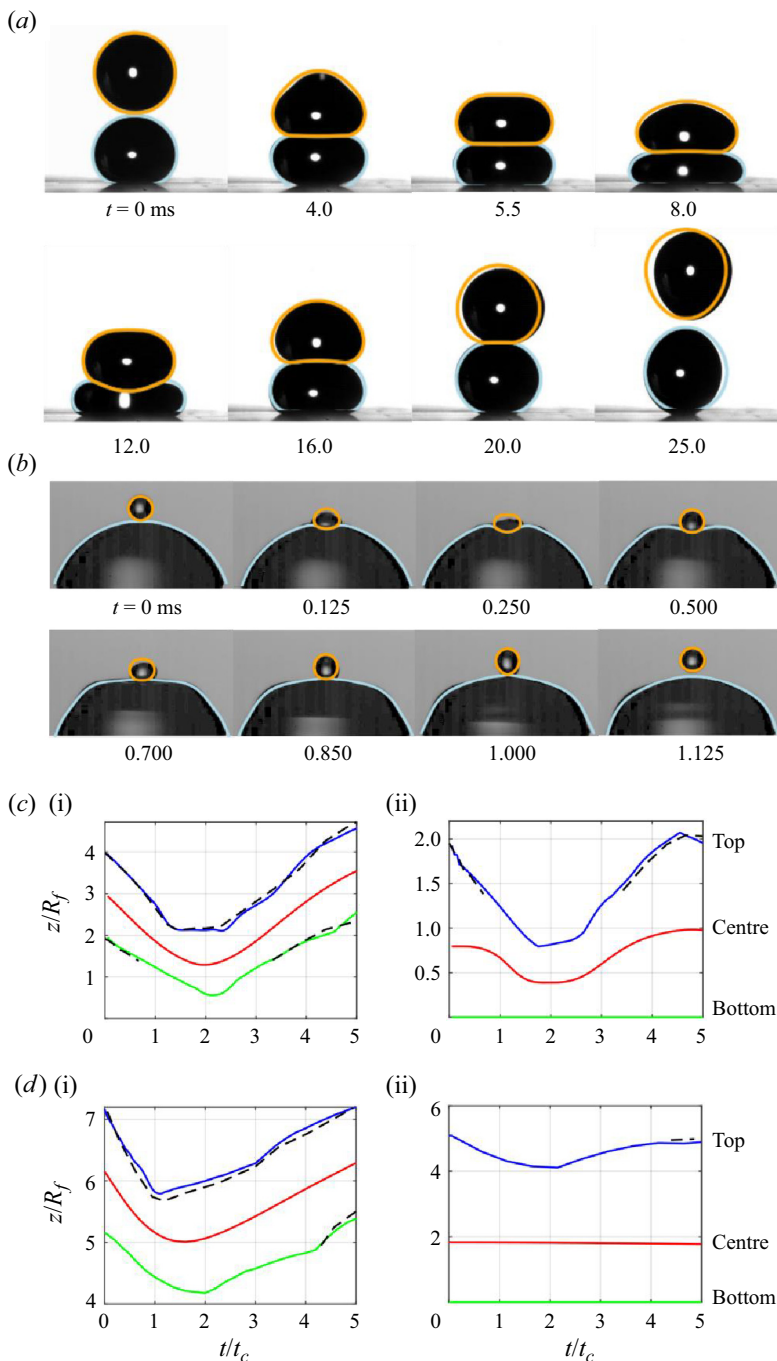 (a)
t = 0 ms 4.0 5.5 8.0
12.0 16.0 20.0 25.0
(b)
t = 0 ms 0.125 0.250 0.500
0.700 0.850 1.000 1.125
(c) (i) (ii)
4
3
2
1
0 1 2 3 4 5
z/R_f
2.0
1.5
1.0
0.5
0 1 2 3 4 5
Top
Centre
Bottom
(d) (i) (ii)
7
6
5
4
0 1 2 3 4 5
z/R_f
t/t_c
6
4
2
0 1 2 3 4 5
t/t_c
Top
Centre
Bottom